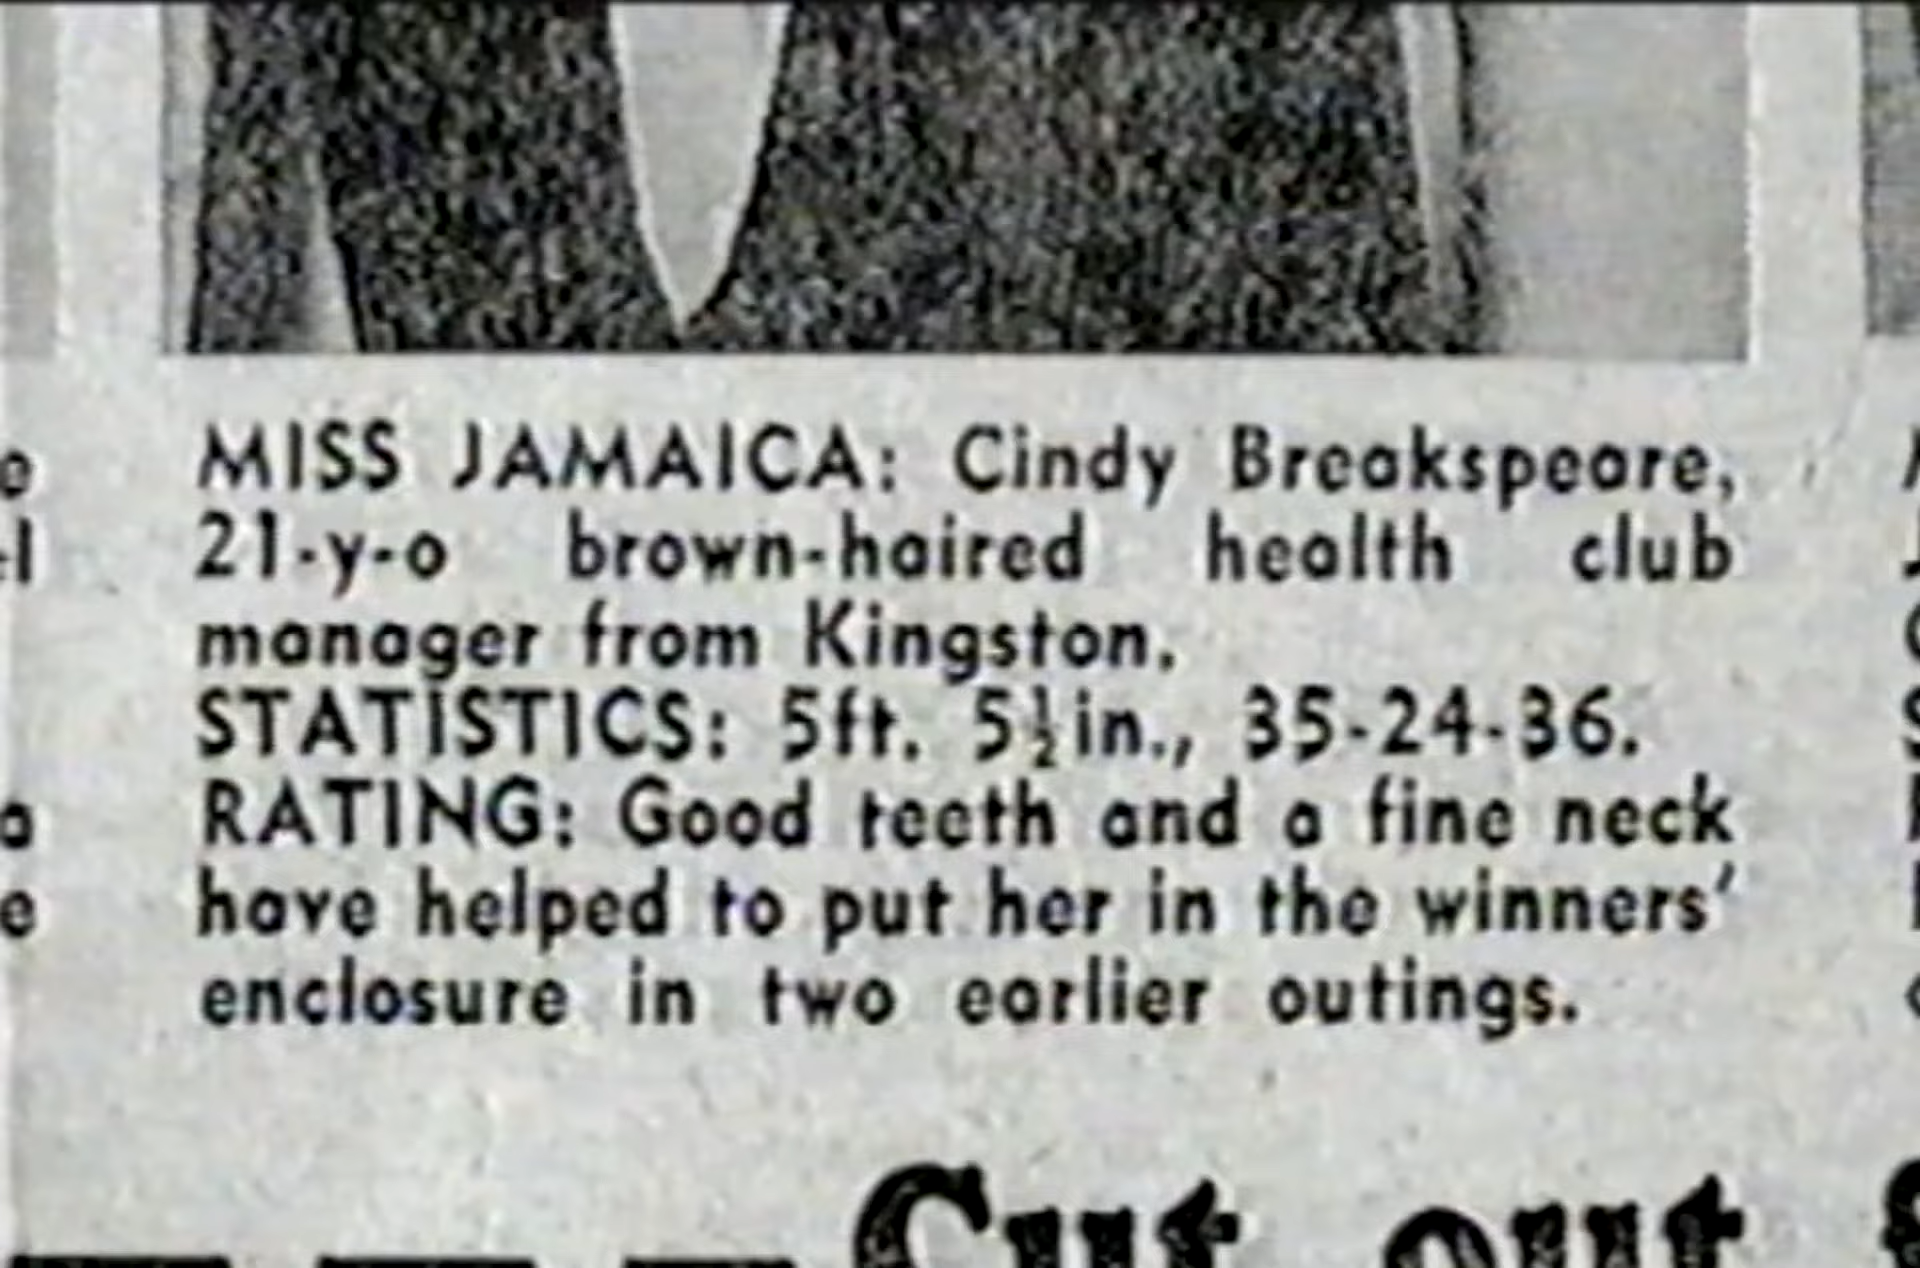 MISS JAMAICA: Cindy Breakspeare,
21-y-o brown-haired health club
manager from Kingston.
STATISTICS: 5ft. 5½in., 35-24-36.
RATING: Good teeth and a fine neck
have helped to put her in the winners'
enclosure in two earlier outings.
Cut out